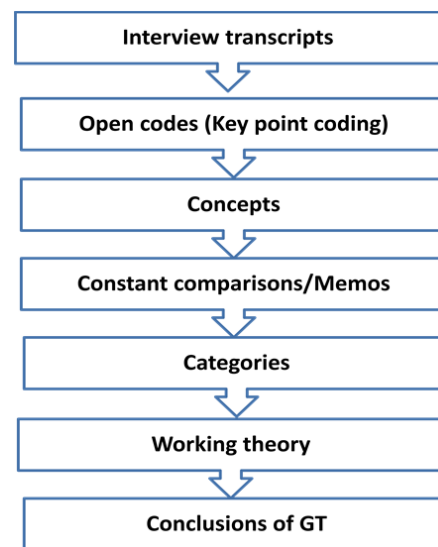 Interview transcripts
Open codes (Key point coding)
Concepts
Constant comparisons/Memos
Categories
Working theory
Conclusions of GT